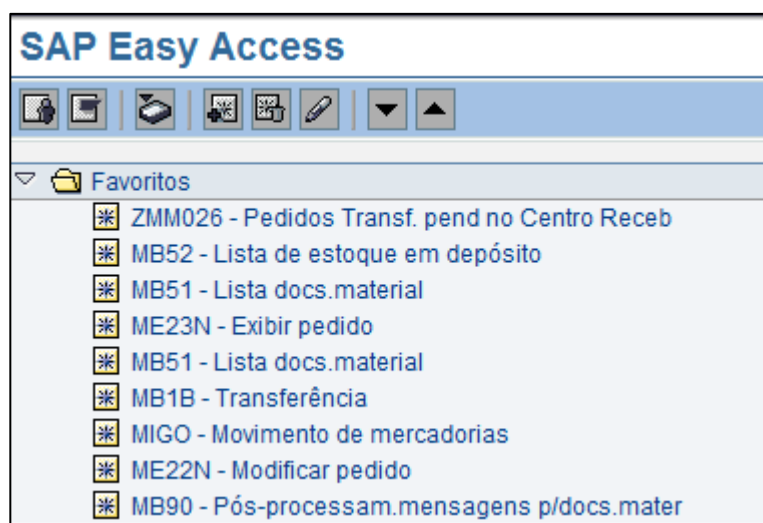 SAP Easy Access
Favoritos
ZMM026 - Pedidos Transf. pend no Centro Receb
MB52 - Lista de estoque em depósito
MB51 - Lista docs.material
ME23N - Exibir pedido
MB51 - Lista docs.material
MB1B - Transferência
MIGO - Movimento de mercadorias
ME22N - Modificar pedido
MB90 - Pós-processam.mensagens p/docs.mater